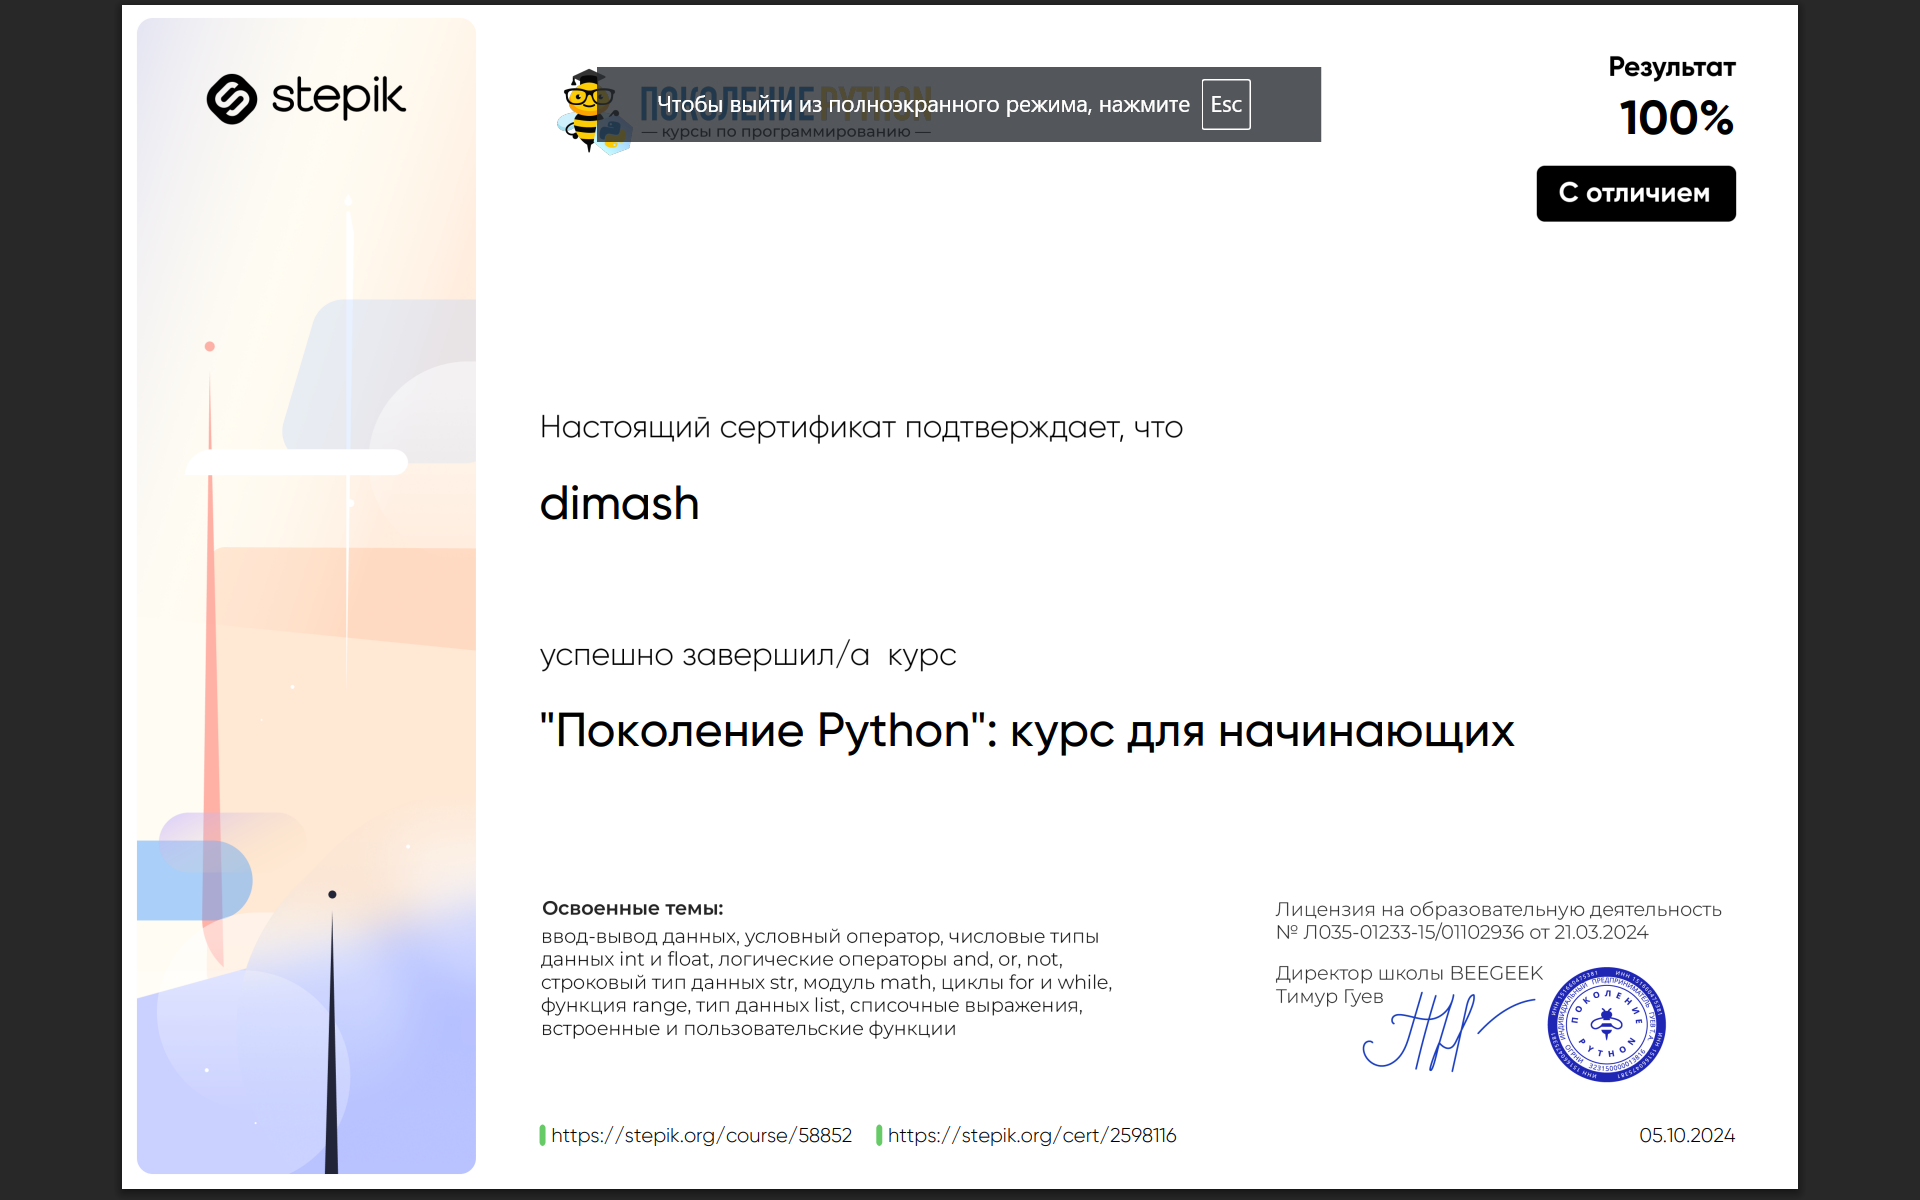 stepik
ПОКОЛЕНИЕ PYTHON
— курсы по программированию —
Чтобы выйти из полноэкранного режима, нажмите Esc
Результат
100%
С отличием
Настоящий сертификат подтверждает, что
dimash
успешно завершил/а курс
"Поколение Python": курс для начинающих
Освоенные темы:
ввод-вывод данных, условный оператор, числовые типы
данных int и float, логические операторы and, or, not,
строковый тип данных str, модуль math, циклы for и while,
функция range, тип данных list, списочные выражения,
встроенные и пользовательские функции
Лицензия на образовательную деятельность
№ Л035-01233-15/01102936 от 21.03.2024
Директор школы BEEGEEK
Тимур Гуев
ПОКОЛЕНИЕ
PYTHON
https://stepik.org/course/58852
https://stepik.org/cert/2598116
05.10.2024